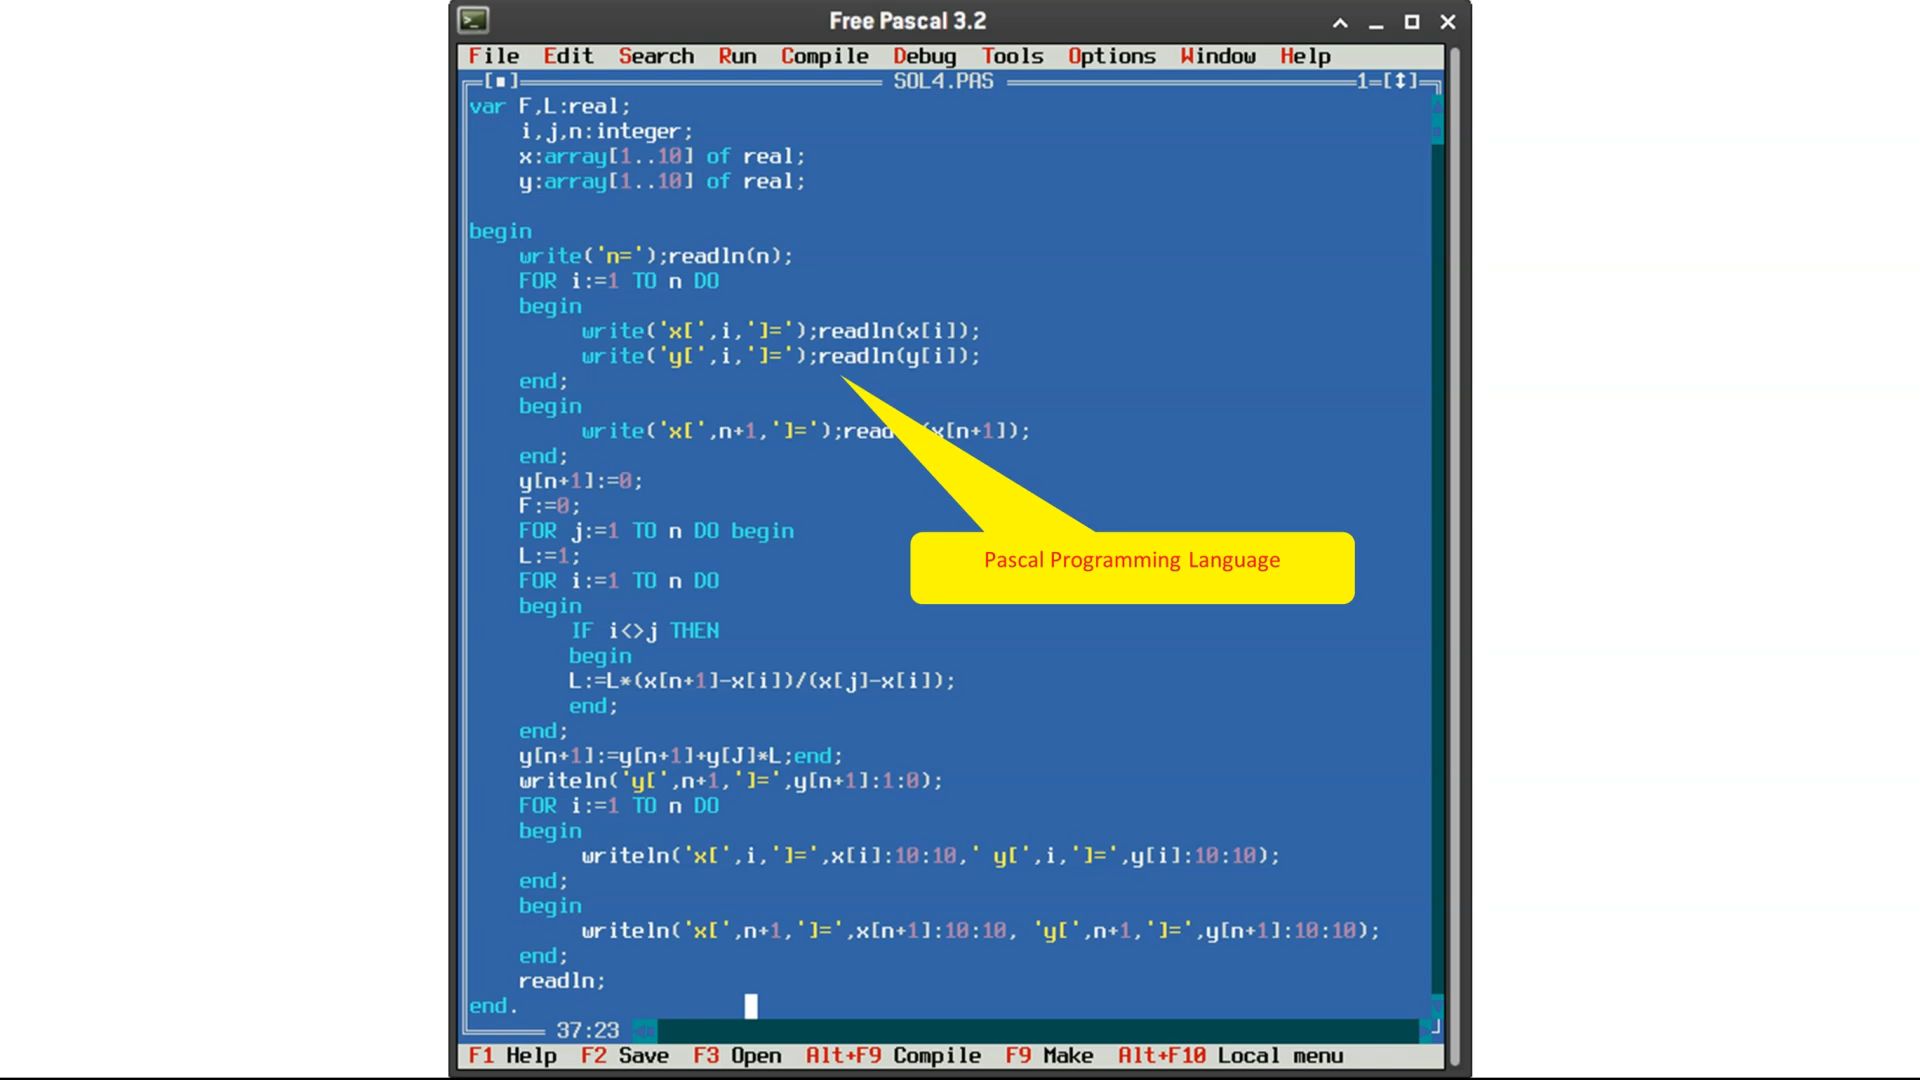 Free Pascal 3.2
File Edit Search Run Compile Debug Tools Options Window Help
SOL4.PAS 1=[↕]
var F,L:real;
i,j,n:integer;
x:array[1..10] of real;
y:array[1..10] of real;
begin
write('n=');readln(n);
FOR i:=1 TO n DO
begin
write('x[',i,']=');readln(x[i]);
write('y[',i,']=');readln(y[i]);
end;
begin
write('x[',n+1,']=');read (x[n+1]);
end;
y[n+1]:=0;
F:=0;
FOR j:=1 TO n DO begin
L:=1;
FOR i:=1 TO n DO
begin
IF i<>j THEN
begin
L:=L*(x[n+1]-x[i])/(x[j]-x[i]);
end;
end;
y[n+1]:=y[n+1]+y[J]*L;end;
writeln('y[',n+1,']=',y[n+1]:1:0);
FOR i:=1 TO n DO
begin
writeln('x[',i,']=',x[i]:10:10,' y[',i,']=',y[i]:10:10);
end;
begin
writeln('x[',n+1,']=',x[n+1]:10:10, 'y[',n+1,']=',y[n+1]:10:10);
end;
readln;
end.
Pascal Programming Language
37:23
F1 Help F2 Save F3 Open Alt+F9 Compile F9 Make Alt+F10 Local menu